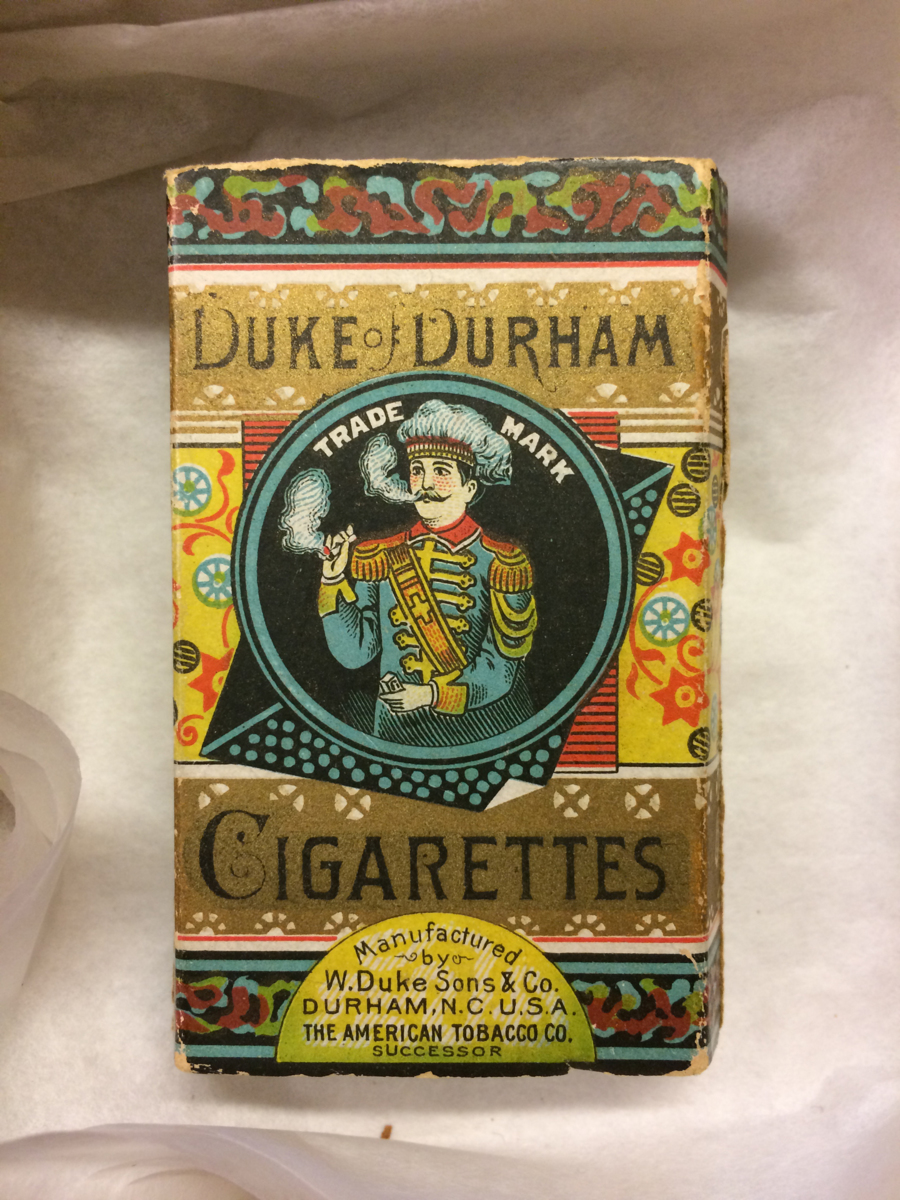 DUKE of DURHAM
TRADE MARK
CIGARETTES
Manufactured
by
W. Duke Sons & Co.
DURHAM, N.C. U.S.A.
THE AMERICAN TOBACCO CO.
SUCCESSOR